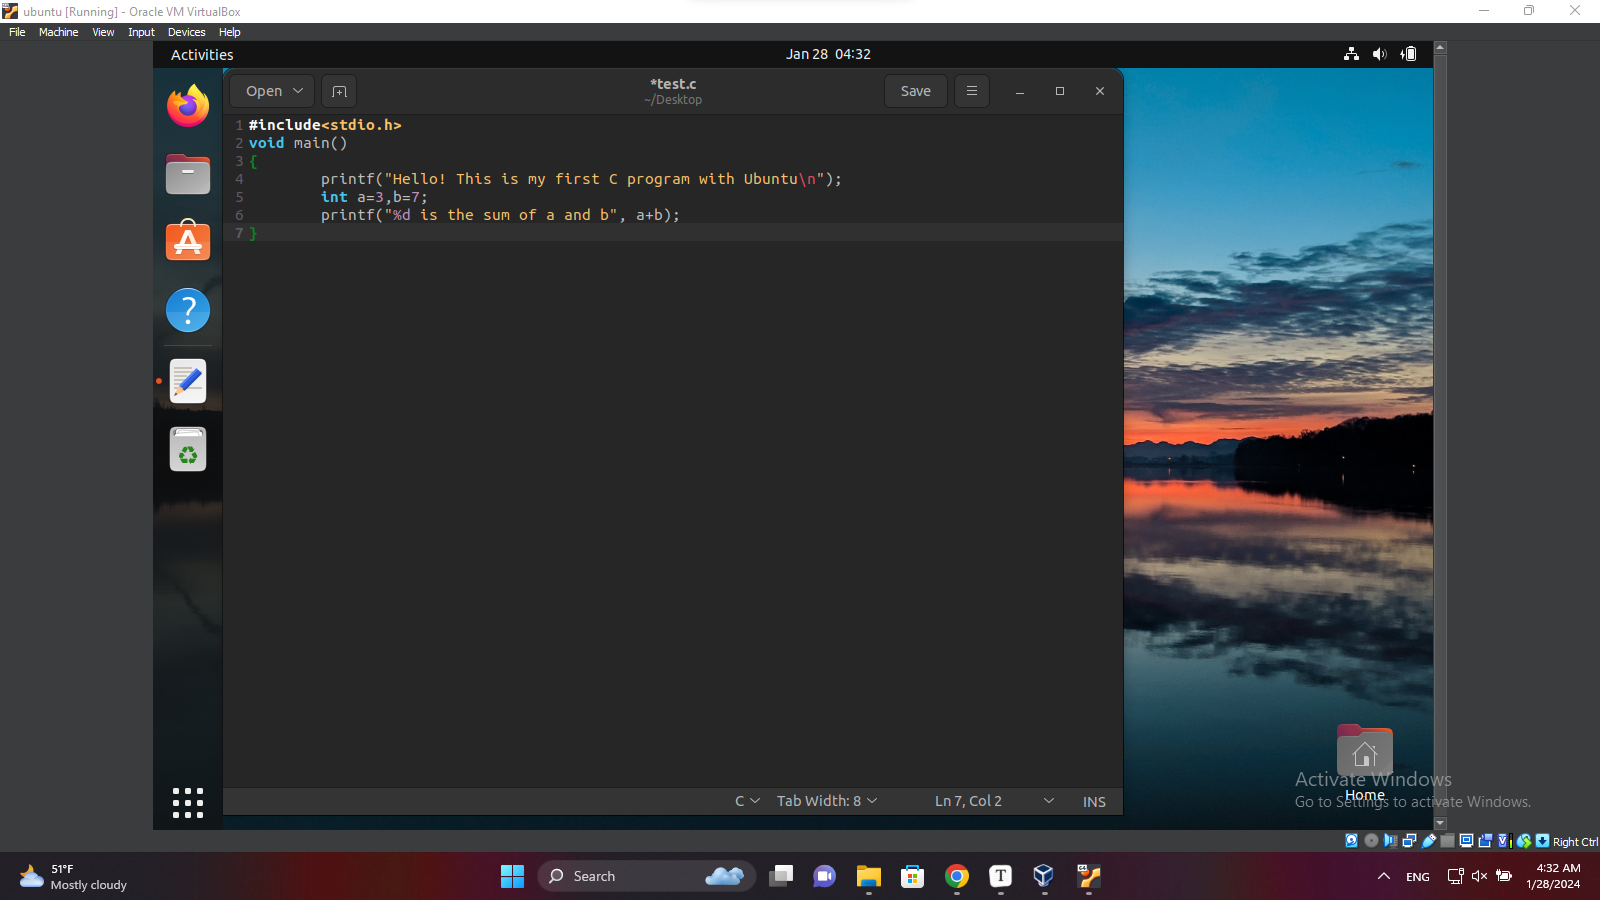 ubuntu [Running] - Oracle VM VirtualBox
File Machine View Input Devices Help
Activities
Jan 28 04:32
Open
*test.c
~/Desktop
Save
1 #include<stdio.h>
2 void main()
3 {
4 printf("Hello! This is my first C program with Ubuntu\n");
5 int a=3,b=7;
6 printf("%d is the sum of a and b", a+b);
7 }
C
Tab Width: 8
Ln 7, Col 2
INS
Activate Windows
Go to Settings to activate Windows.
Home
Right Ctrl
51°F
Mostly cloudy
Search
ENG
4:32 AM
1/28/2024